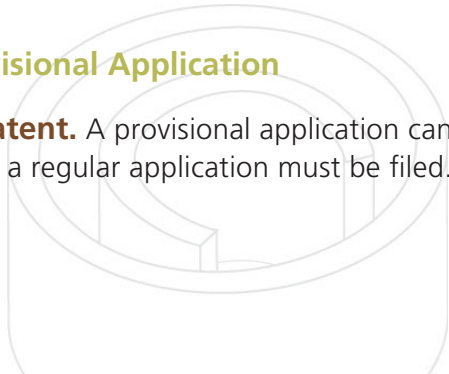 isional Application
atent. A provisional application can
a regular application must be filed.